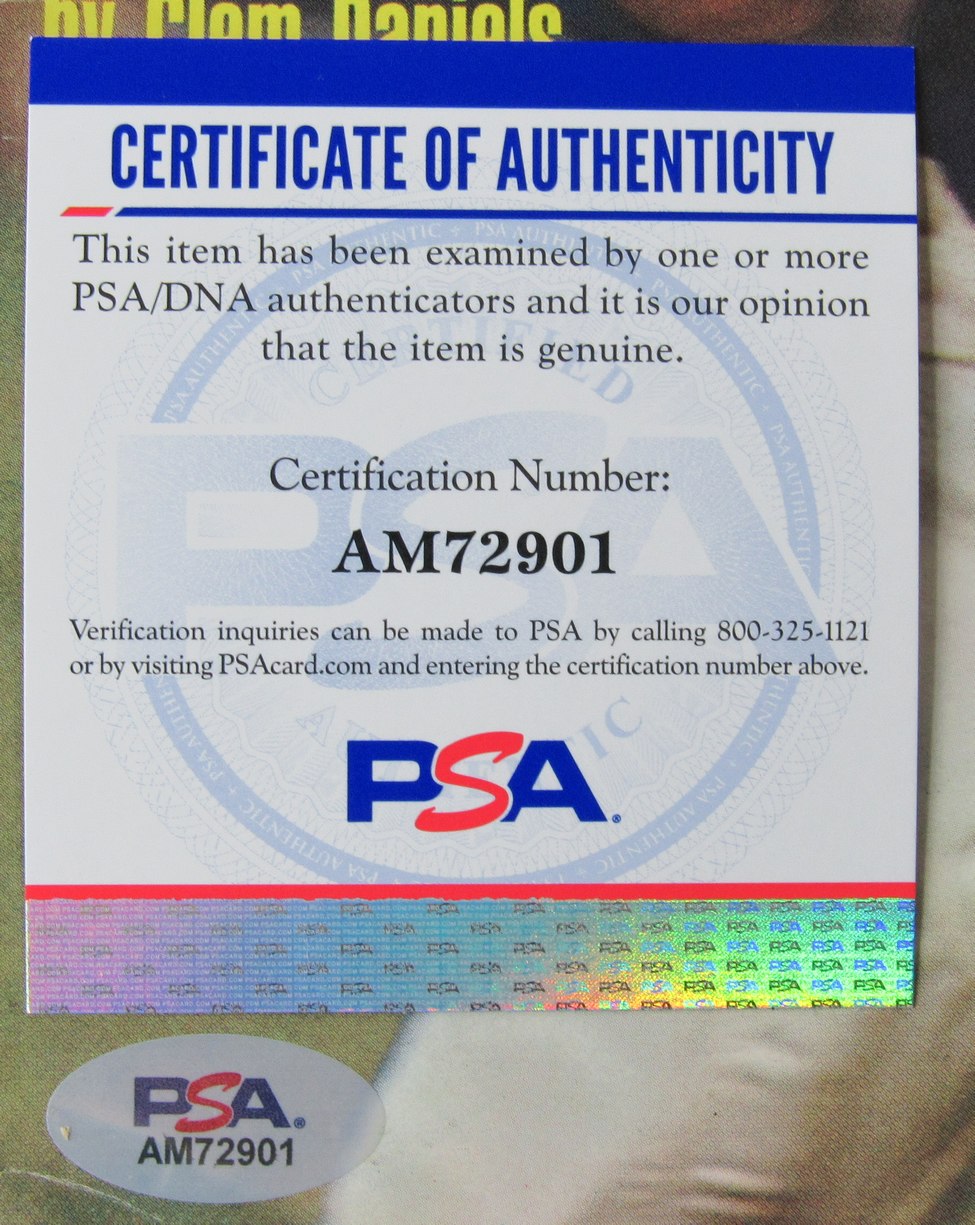 by Clem Daniels
CERTIFICATE OF AUTHENTICITY
This item has been examined by one or more
PSA/DNA authenticators and it is our opinion
that the item is genuine.
CERTIFIED
PSA
Certification Number:
AM72901
Verification inquiries can be made to PSA by calling 800-325-1121
or by visiting PSAcard.com and entering the certification number above.
PSA®
PSA®
AM72901